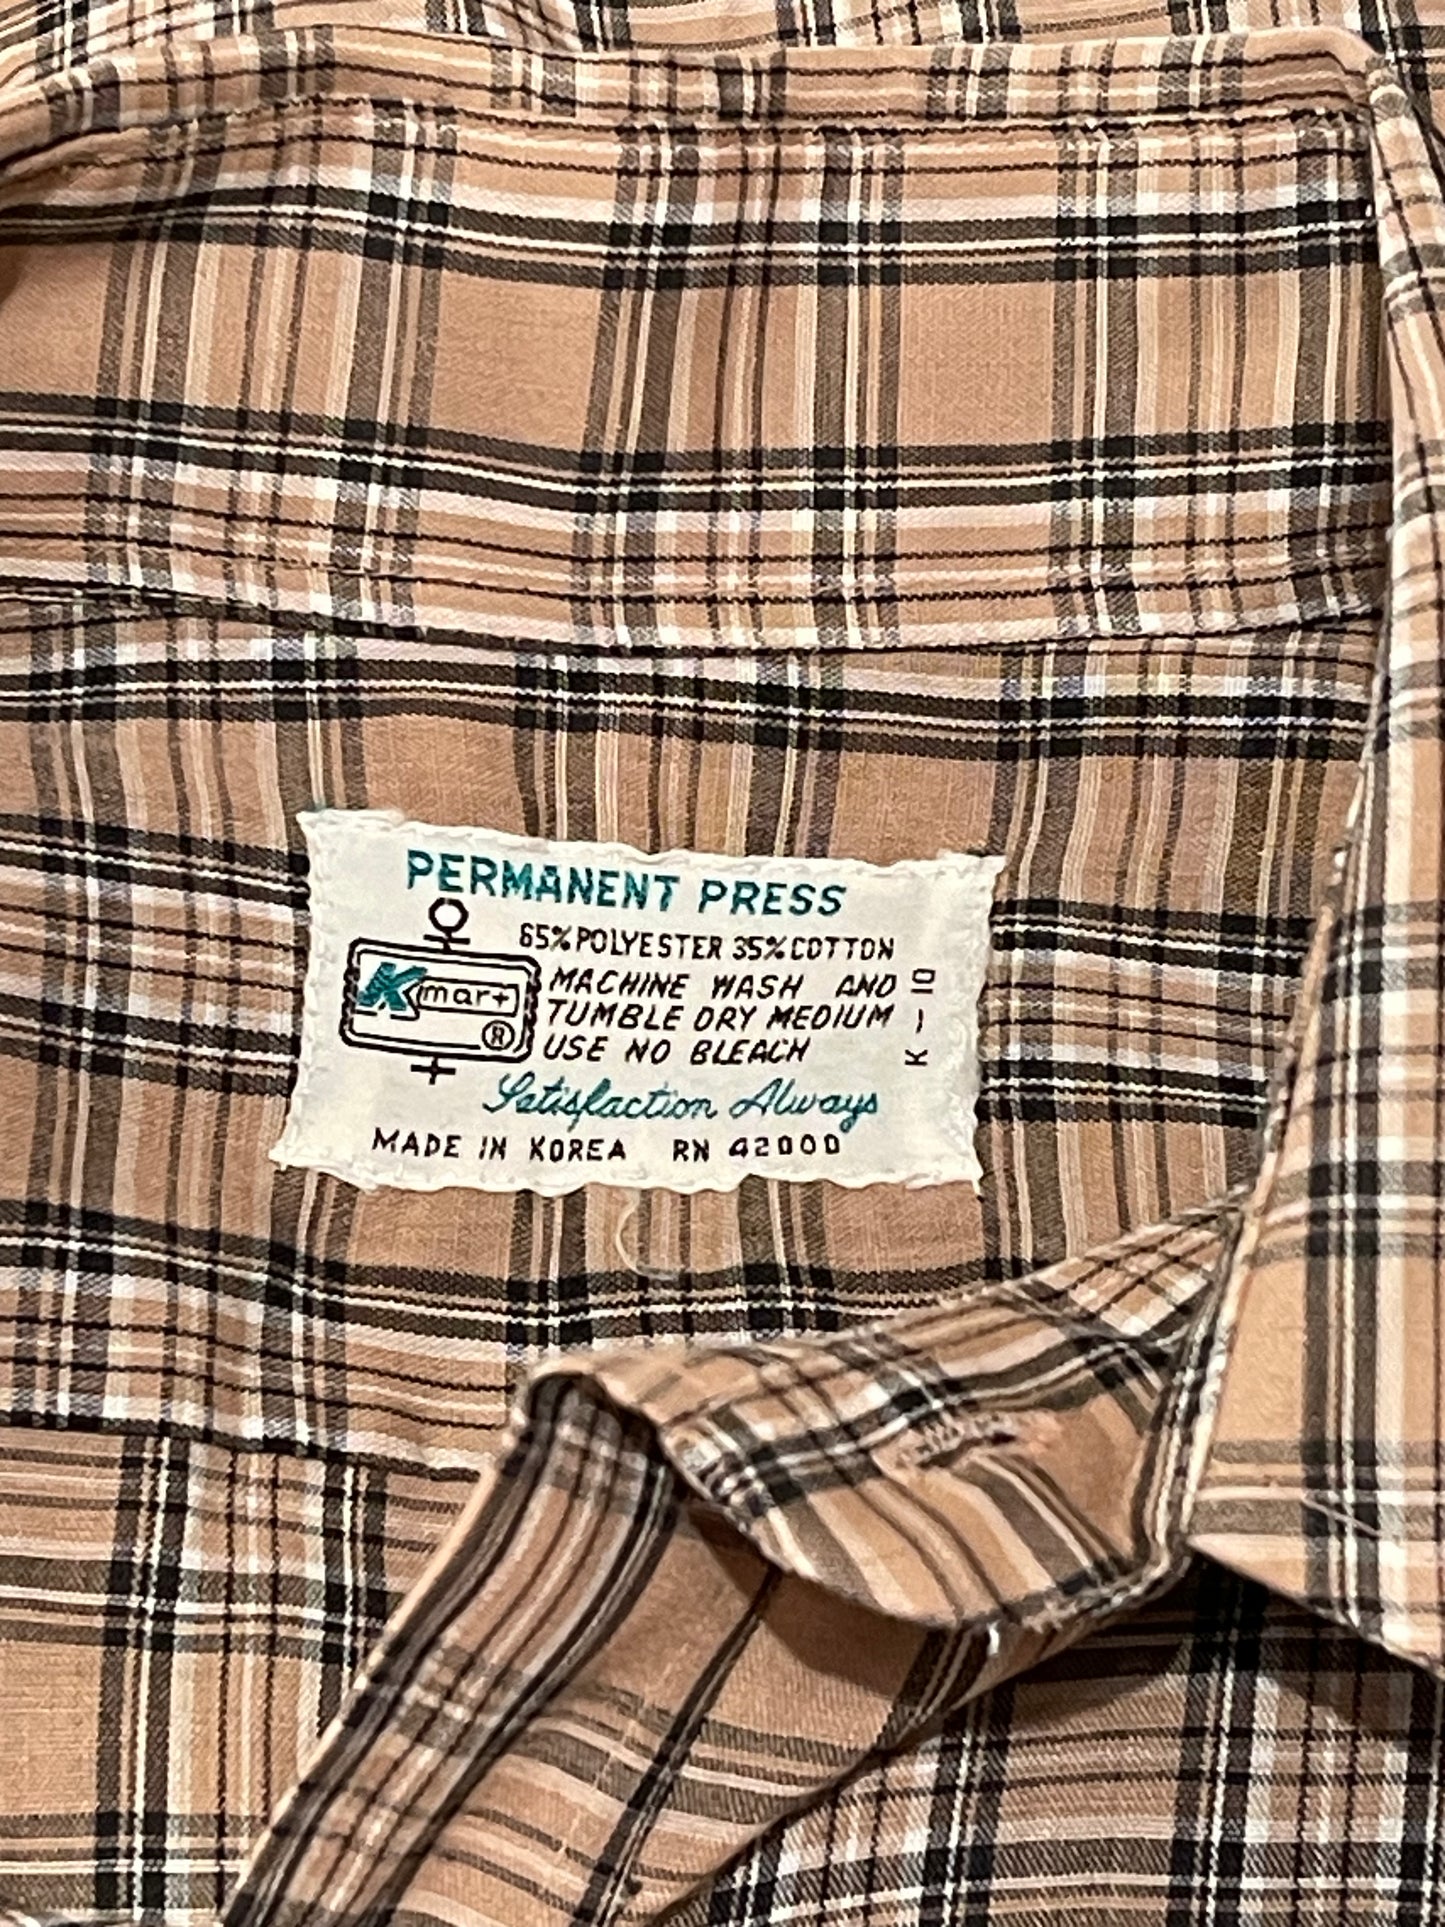 PERMANENT PRESS
65% POLYESTER 35% COTTON
Kmart ®
MACHINE WASH AND
TUMBLE DRY MEDIUM
USE NO BLEACH
K-10
Satisfaction Always
MADE IN KOREA RN 42000